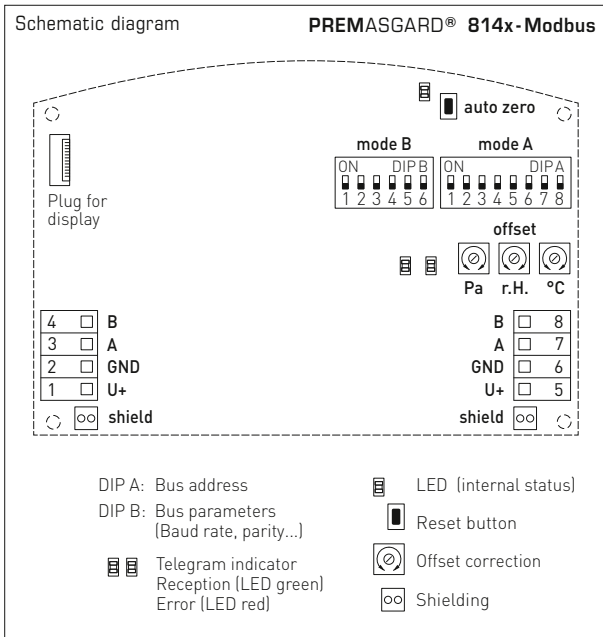 Schematic diagram PREMASGARD® 814x-Modbus
auto zero
mode B mode A
ON DIP B ON DIP A
1 2 3 4 5 6 1 2 3 4 5 6 7 8
Plug for
display
offset
Pa r.H. °C
4 B B 8
3 A A 7
2 GND GND 6
1 U+ U+ 5
shield shield
DIP A: Bus address
DIP B: Bus parameters
(Baud rate, parity...)
Telegram indicator
Reception (LED green)
Error (LED red)
LED (internal status)
Reset button
Offset correction
Shielding